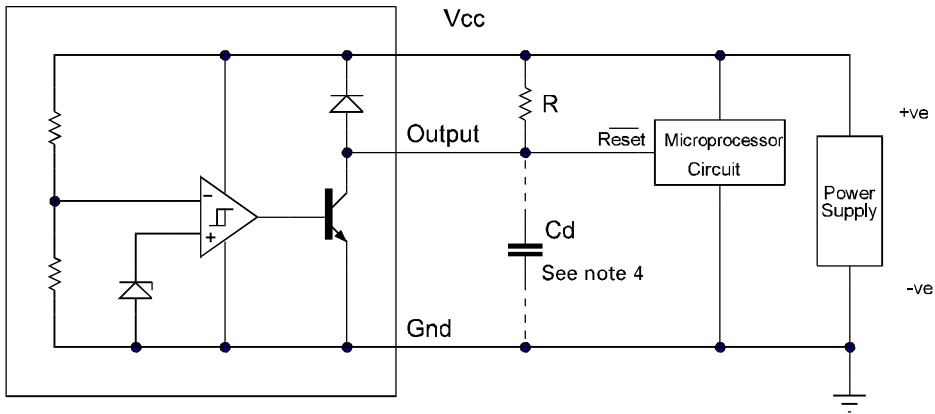 Vcc
R
+ve
Output
Reset
Microprocessor
Circuit
Power
Supply
−
+
Cd
See note 4
-ve
Gnd